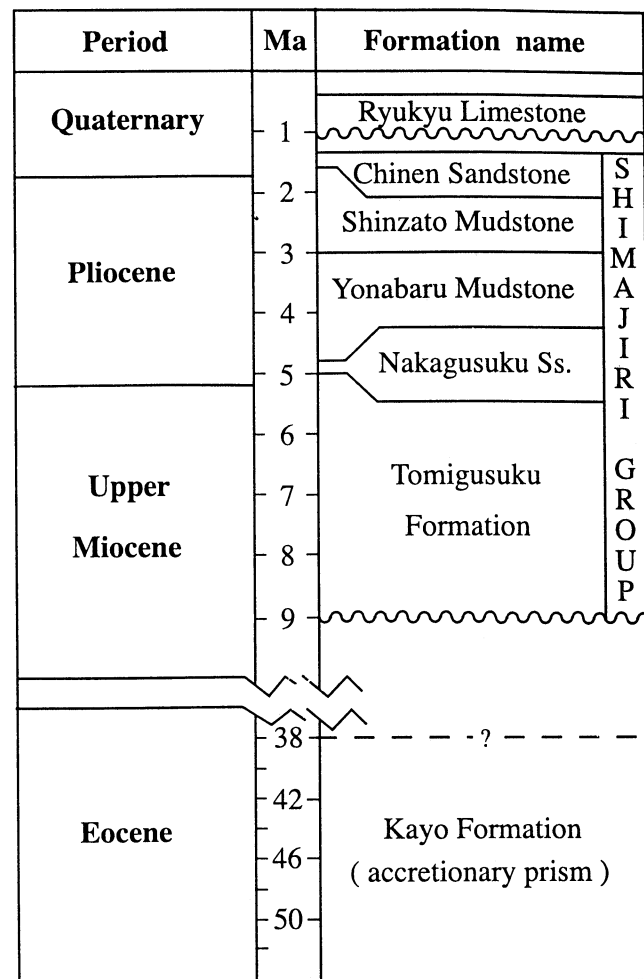 Period Ma Formation name
Quaternary
Ryukyu Limestone
1
Chinen Sandstone
2
Shinzato Mudstone
3
Pliocene
Yonabaru Mudstone
4
Nakagusuku Ss.
5
6
Upper
Miocene
Tomigusuku
Formation
7
8
9
SHIMAJIRI GROUP
38
?
42
Eocene
Kayo Formation
( accretionary prism )
46
50